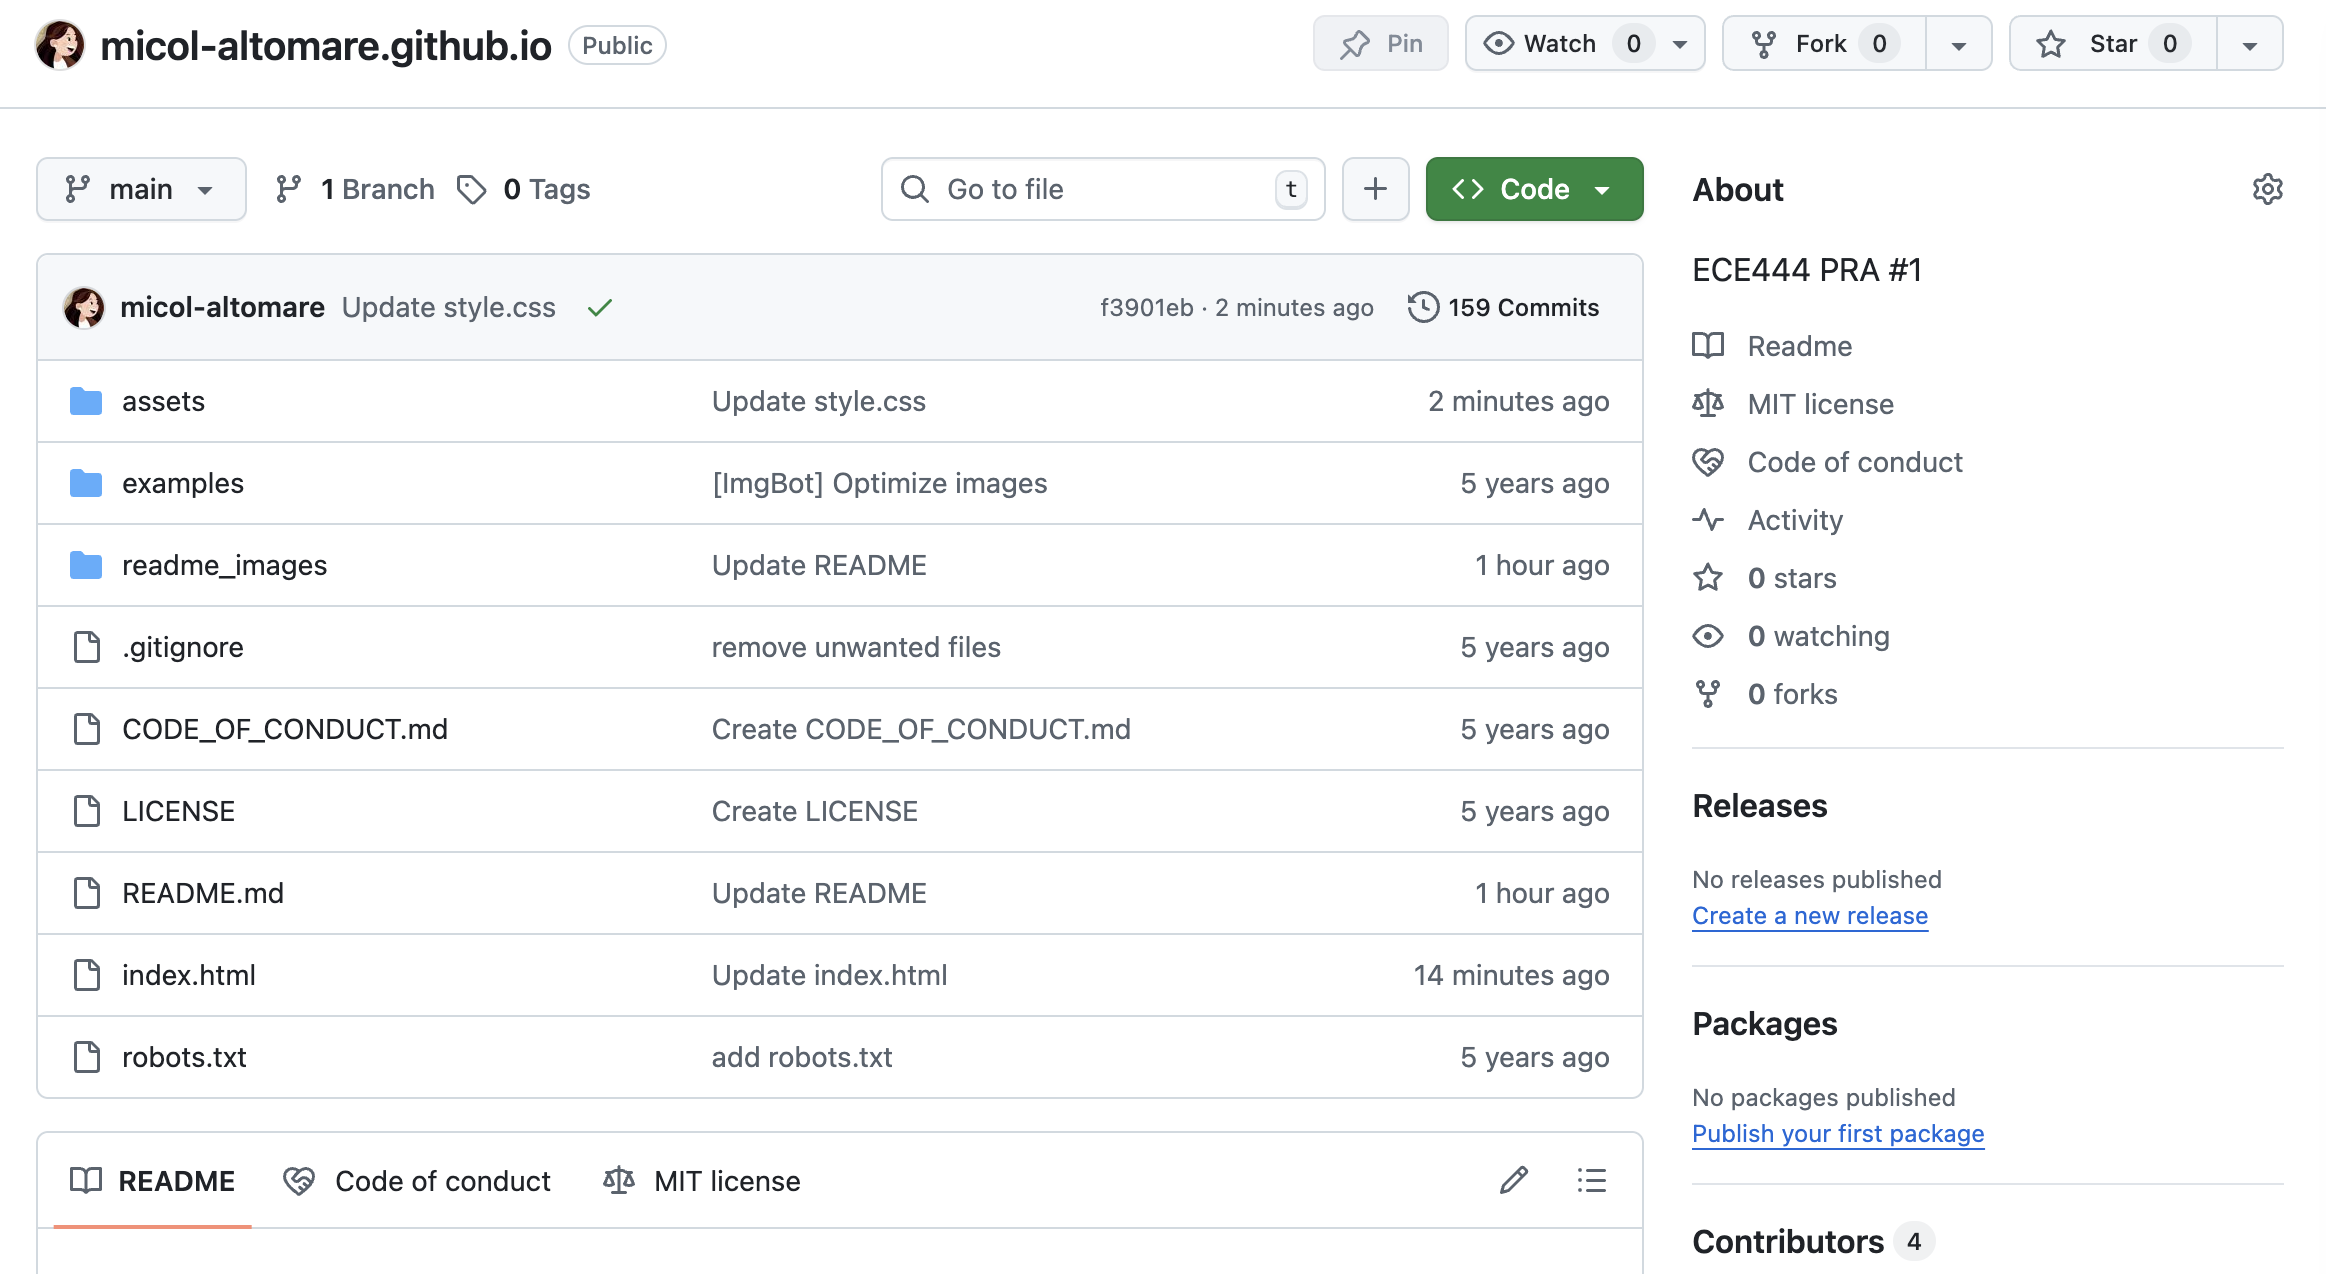 micol-altomare.github.io Public Pin Watch 0 Fork 0 Star 0
main 1 Branch 0 Tags Go to file t + Code
micol-altomare Update style.css f3901eb · 2 minutes ago 159 Commits
assets Update style.css 2 minutes ago
examples [ImgBot] Optimize images 5 years ago
readme_images Update README 1 hour ago
.gitignore remove unwanted files 5 years ago
CODE_OF_CONDUCT.md Create CODE_OF_CONDUCT.md 5 years ago
LICENSE Create LICENSE 5 years ago
README.md Update README 1 hour ago
index.html Update index.html 14 minutes ago
robots.txt add robots.txt 5 years ago
README Code of conduct MIT license
About
ECE444 PRA #1
Readme
MIT license
Code of conduct
Activity
0 stars
0 watching
0 forks
Releases
No releases published
Create a new release
Packages
No packages published
Publish your first package
Contributors 4